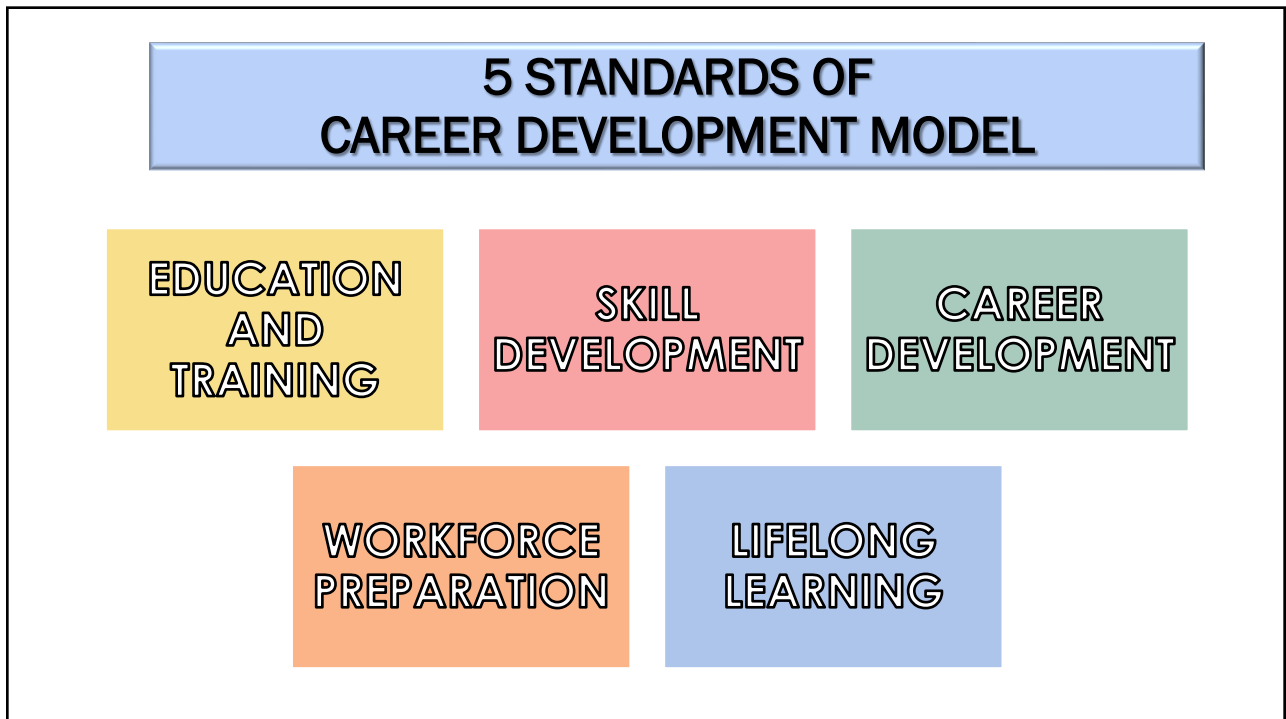 5 STANDARDS OF
CAREER DEVELOPMENT MODEL
EDUCATION
AND
TRAINING
SKILL
DEVELOPMENT
CAREER
DEVELOPMENT
WORKFORCE
PREPARATION
LIFELONG
LEARNING